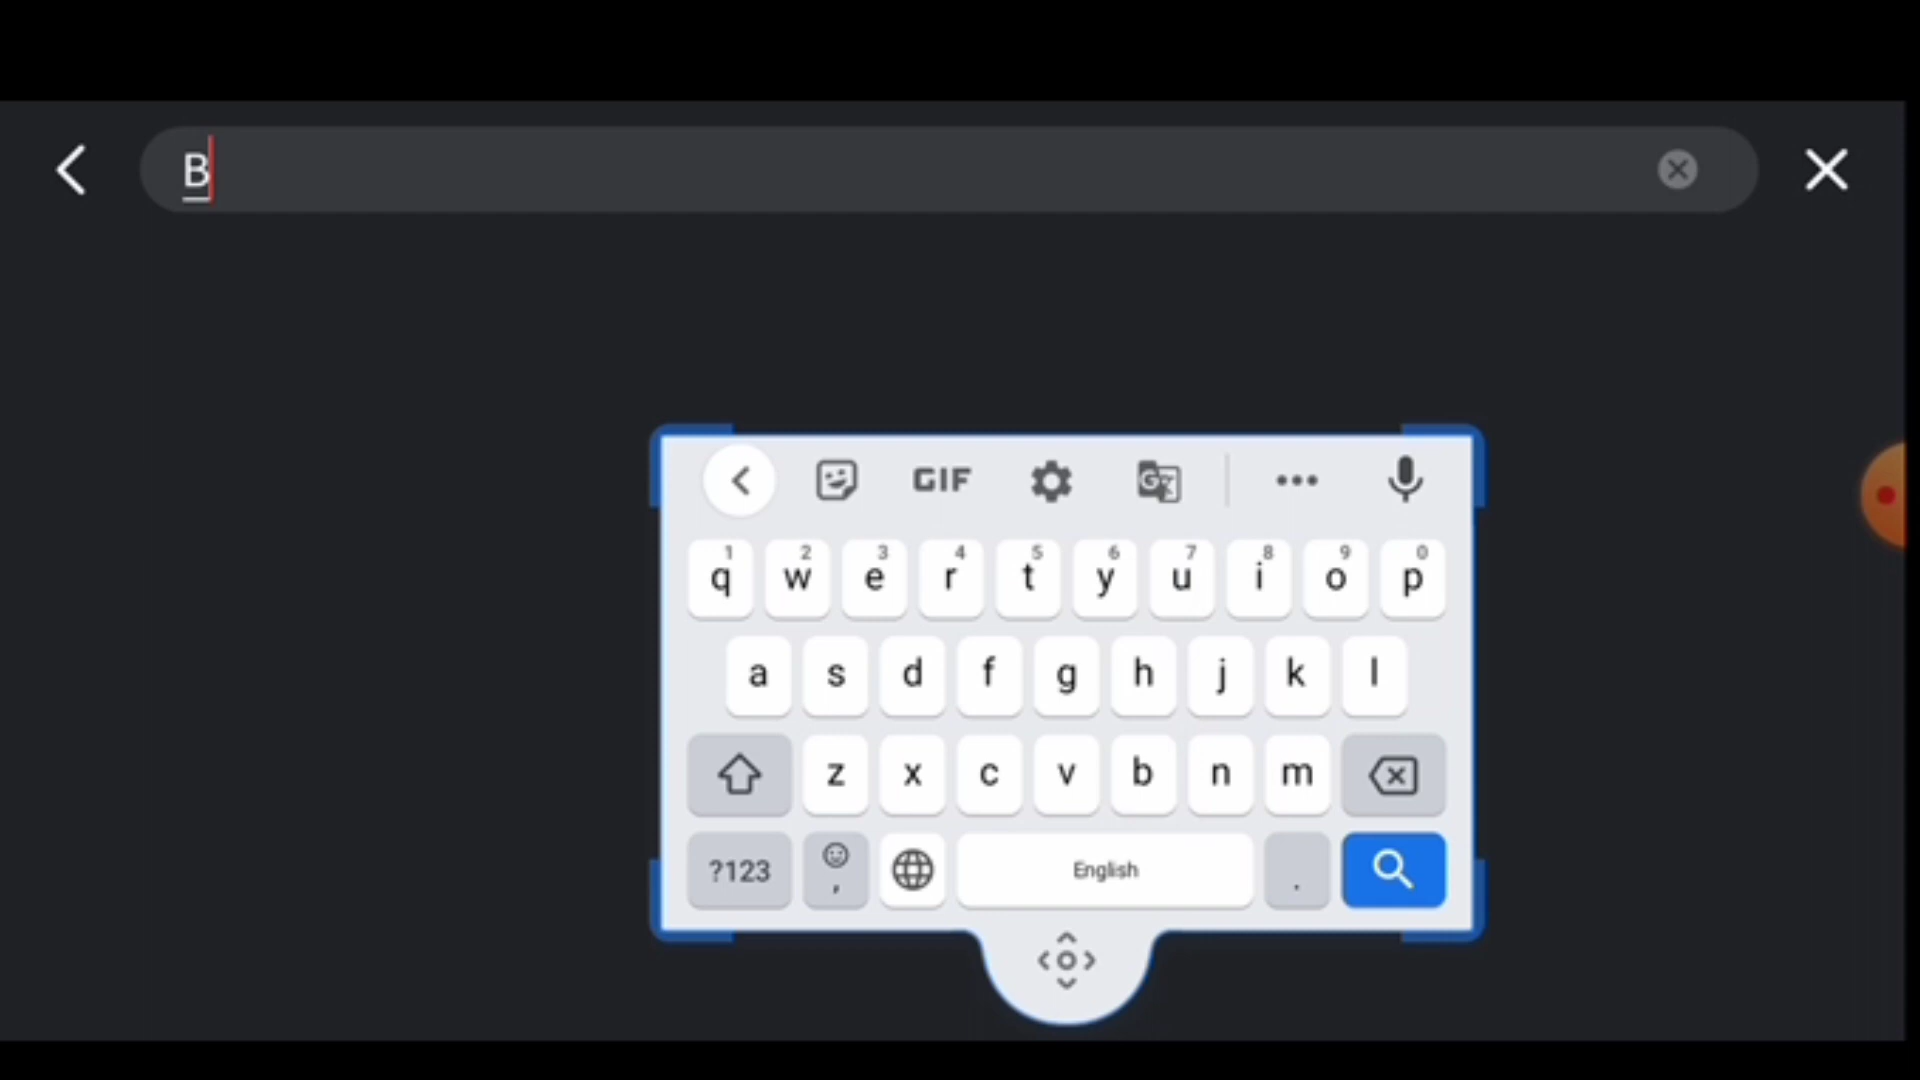 B
GIF
1 2 3 4 5 6 7 8 9 0
q w e r t y u i o p
a s d f g h j k l
z x c v b n m
?123 , English .